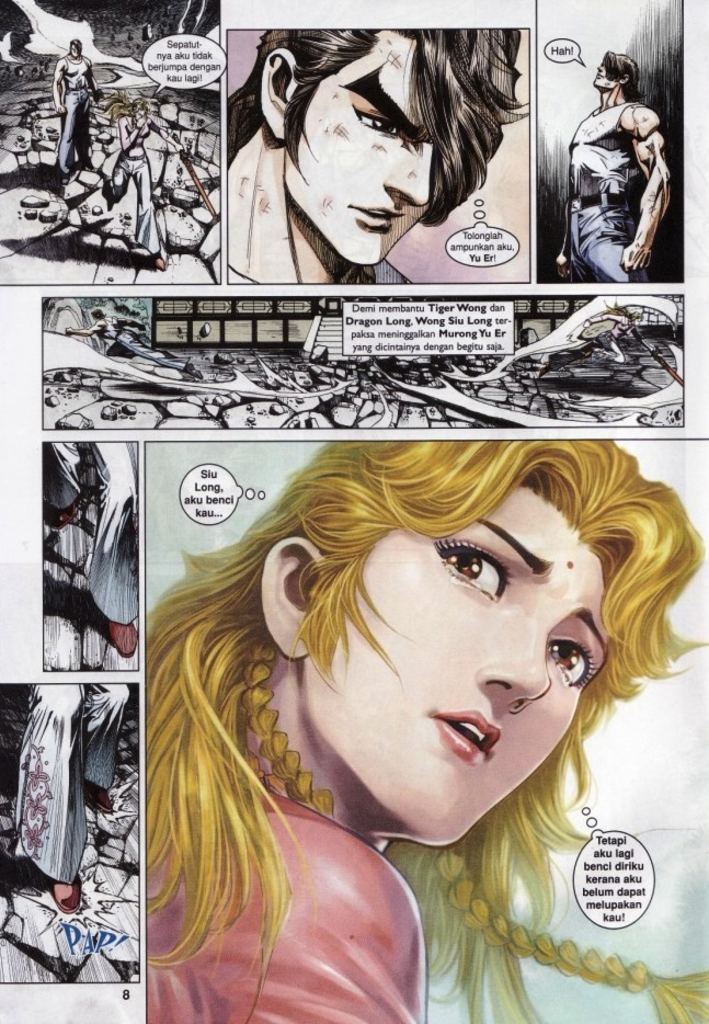 Sepatut-
nya aku tidak
berjumpa dengan
kau lagi!
Tolonglah
ampunkan aku,
Yu Er!
Hah!
Demi membantu Tiger Wong dan
Dragon Long, Wong Siu Long ter-
paksa meninggalkan Murong Yu Er
yang dicintainya dengan begitu saja.
Siu
Long,
aku benci
kau...
Tetapi
aku lagi
benci diriku
kerana aku
belum dapat
melupakan
kau!
PAP!
8